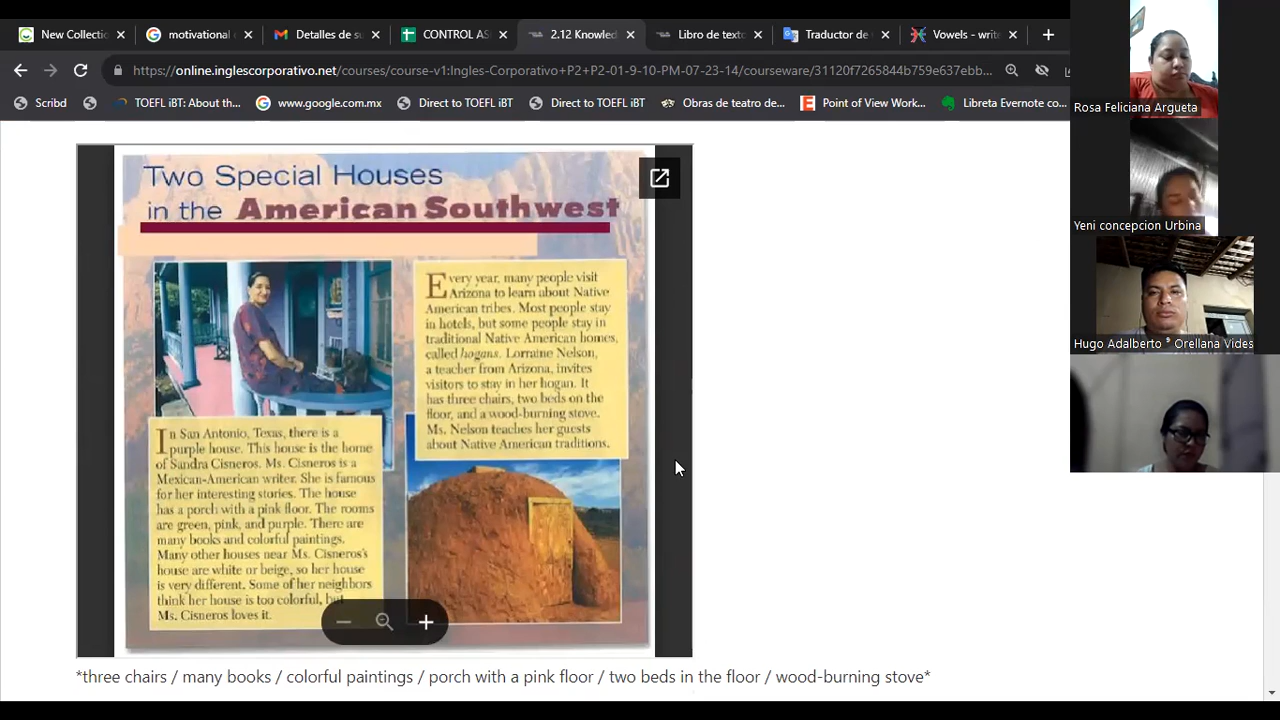 New Collectio
motivational
Detalles de su
CONTROL AS
2.12 Knowled
Libro de texto
Traductor de
Vowels - write
https://online.inglescorporativo.net/courses/course-v1:Ingles-Corporativo+P2+P2-01-9-10-PM-07-23-14/courseware/31120f7265844b759e637ebb...
Scribd
TOEFL iBT: About th...
www.google.com.mx
Direct to TOEFL iBT
Direct to TOEFL iBT
Obras de teatro de...
Point of View Work...
Libreta Evernote co...
Two Special Houses
in the American Southwest
In San Antonio, Texas, there is a
purple house. This house is the home
of Sandra Cisneros. Ms. Cisneros is a
Mexican-American writer. She is famous
for her interesting stories. The house
has a porch with a pink floor. The rooms
are green, pink, and purple. There are
many books and colorful paintings.
Many other houses near Ms. Cisneros's
house are white or beige, so her house
is very different. Some of her neighbors
think her house is too colorful, but
Ms. Cisneros loves it.
Every year, many people visit
Arizona to learn about Native
American tribes. Most people stay
in hotels, but some people stay in
traditional Native American homes,
called hogans. Lorraine Nelson,
a teacher from Arizona, invites
visitors to stay in her hogan. It
has three chairs, two beds on the
floor, and a wood-burning stove.
Ms. Nelson teaches her guests
about Native American traditions.
*three chairs / many books / colorful paintings / porch with a pink floor / two beds in the floor / wood-burning stove*
Rosa Feliciana Argueta
Yeni concepcion Urbina
Hugo Adalberto ° Orellana Vides